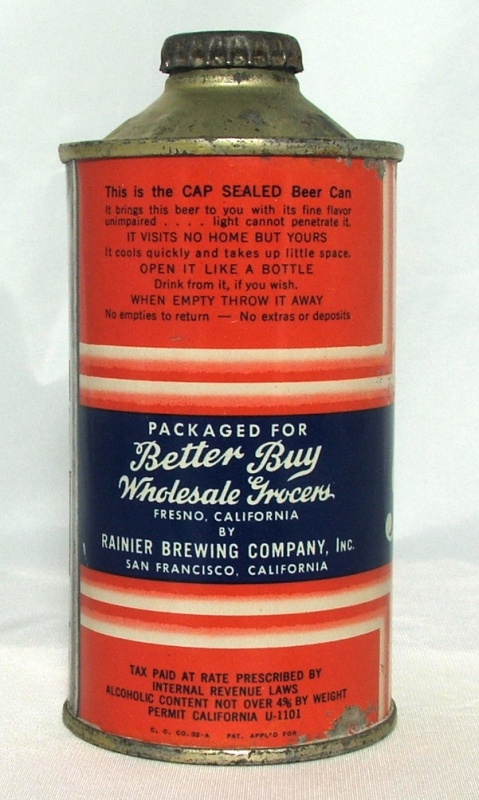 This is the CAP SEALED Beer Can
It brings this beer to you with its fine flavor
unimpaired . . . . light cannot penetrate it.
IT VISITS NO HOME BUT YOURS
It cools quickly and takes up little space.
OPEN IT LIKE A BOTTLE
Drink from it, if you wish.
WHEN EMPTY THROW IT AWAY
No empties to return — No extras or deposits
PACKAGED FOR
Better Buy
Wholesale Grocers
FRESNO, CALIFORNIA
BY
RAINIER BREWING COMPANY, INC.
SAN FRANCISCO, CALIFORNIA
TAX PAID AT RATE PRESCRIBED BY
INTERNAL REVENUE LAWS
ALCOHOLIC CONTENT NOT OVER 4% BY WEIGHT
PERMIT CALIFORNIA U-1101
C. C. CO. 32-A PAT. APPL'D FOR